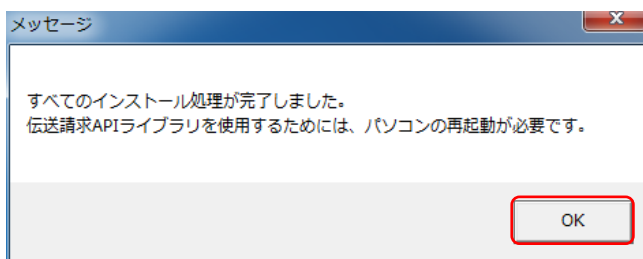 メッセージ
すべてのインストール処理が完了しました。
伝送請求APIライブラリを使用するためには、パソコンの再起動が必要です。
OK